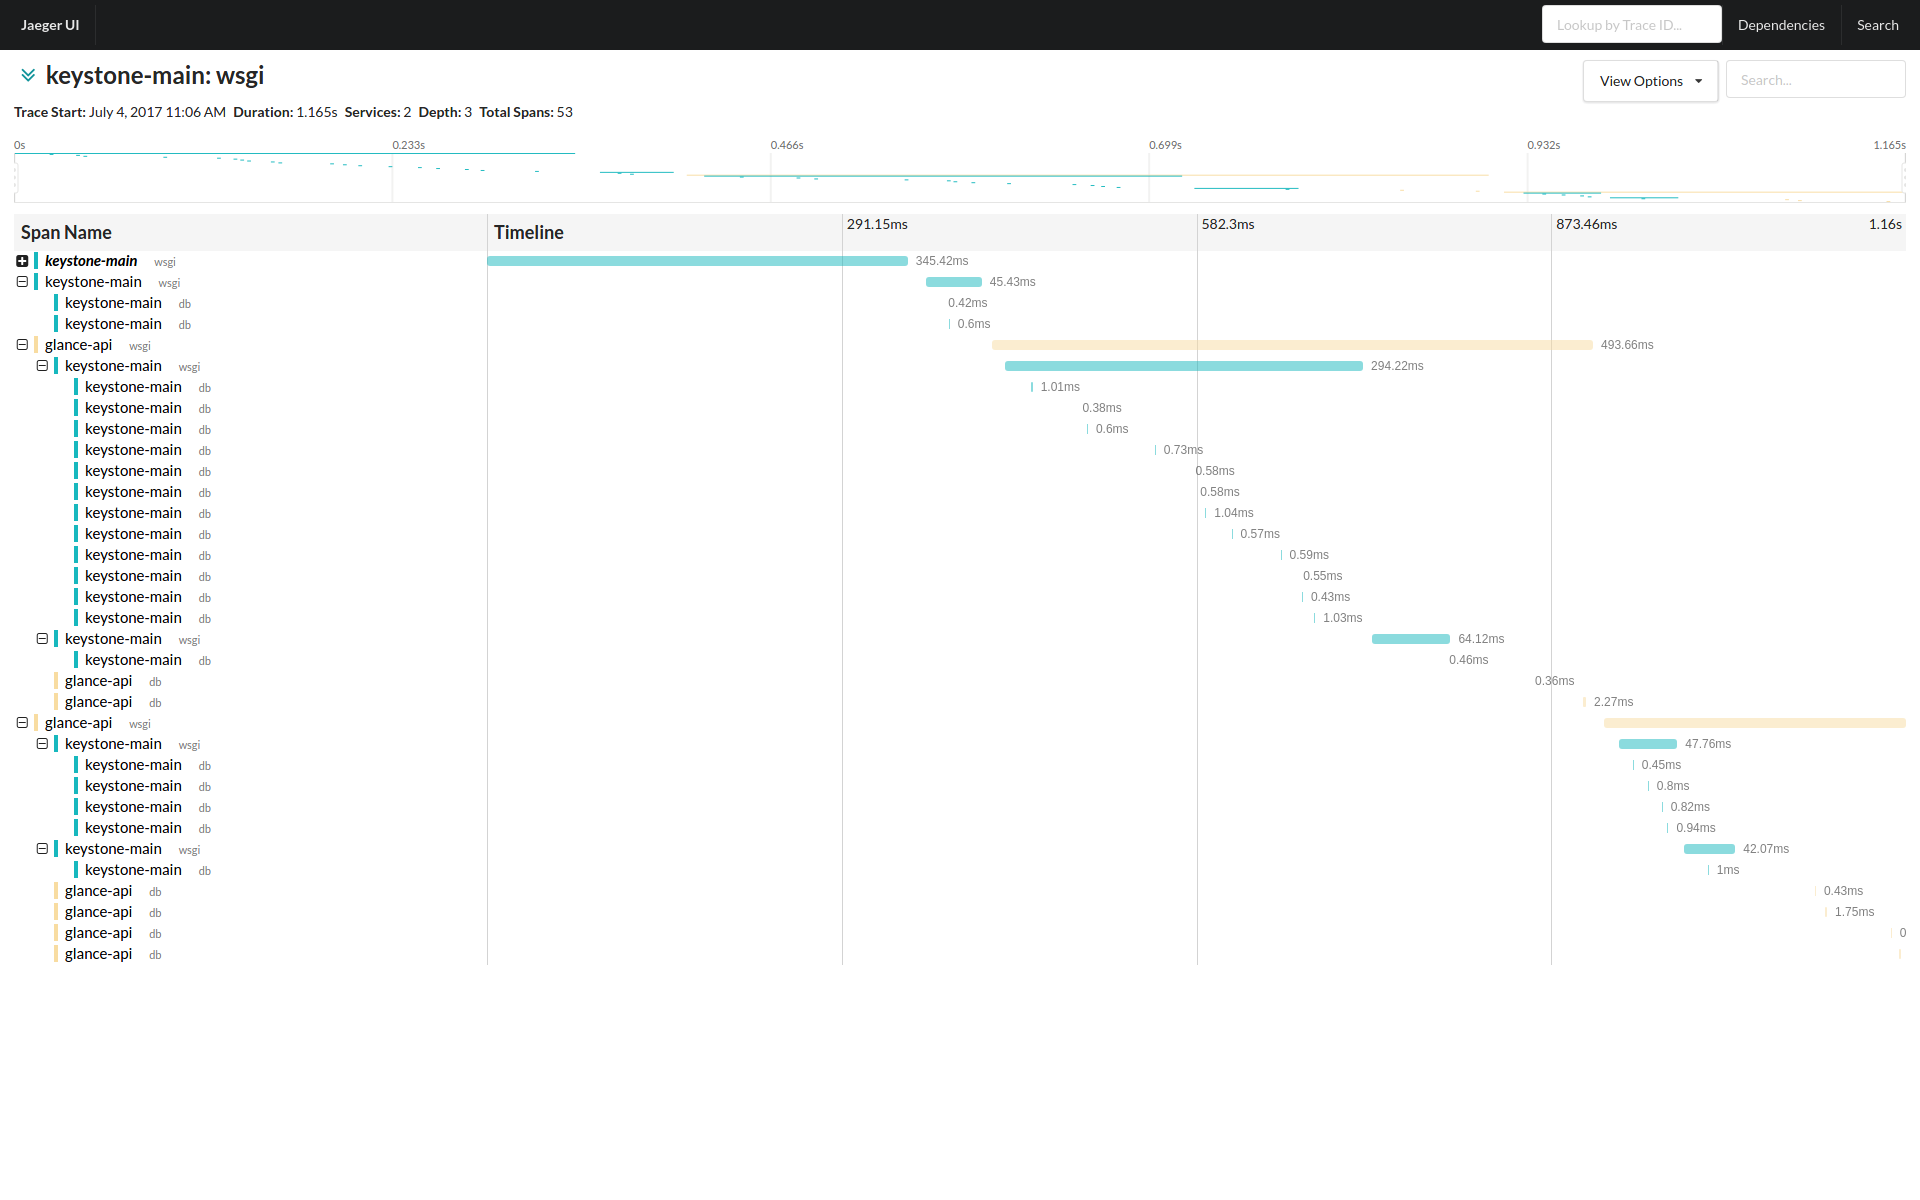 Jaeger UI Lookup by Trace ID... Dependencies Search
keystone-main: wsgi View Options Search...
Trace Start: July 4, 2017 11:06 AM Duration: 1.165s Services: 2 Depth: 3 Total Spans: 53
0s 0.233s 0.466s 0.699s 0.932s 1.165s
Span Name Timeline 291.15ms 582.3ms 873.46ms 1.16s
keystone-main wsgi 345.42ms
keystone-main wsgi 45.43ms
keystone-main db 0.42ms
keystone-main db 0.6ms
glance-api wsgi 493.66ms
keystone-main wsgi 294.22ms
keystone-main db 1.01ms
keystone-main db 0.38ms
keystone-main db 0.6ms
keystone-main db 0.73ms
keystone-main db 0.58ms
keystone-main db 0.58ms
keystone-main db 1.04ms
keystone-main db 0.57ms
keystone-main db 0.59ms
keystone-main db 0.55ms
keystone-main db 0.43ms
keystone-main db 1.03ms
keystone-main wsgi 64.12ms
keystone-main db 0.46ms
glance-api db 0.36ms
glance-api db 2.27ms
glance-api wsgi
keystone-main wsgi 47.76ms
keystone-main db 0.45ms
keystone-main db 0.8ms
keystone-main db 0.82ms
keystone-main db 0.94ms
keystone-main wsgi 42.07ms
keystone-main db 1ms
glance-api db 0.43ms
glance-api db 1.75ms
glance-api db 0
glance-api db